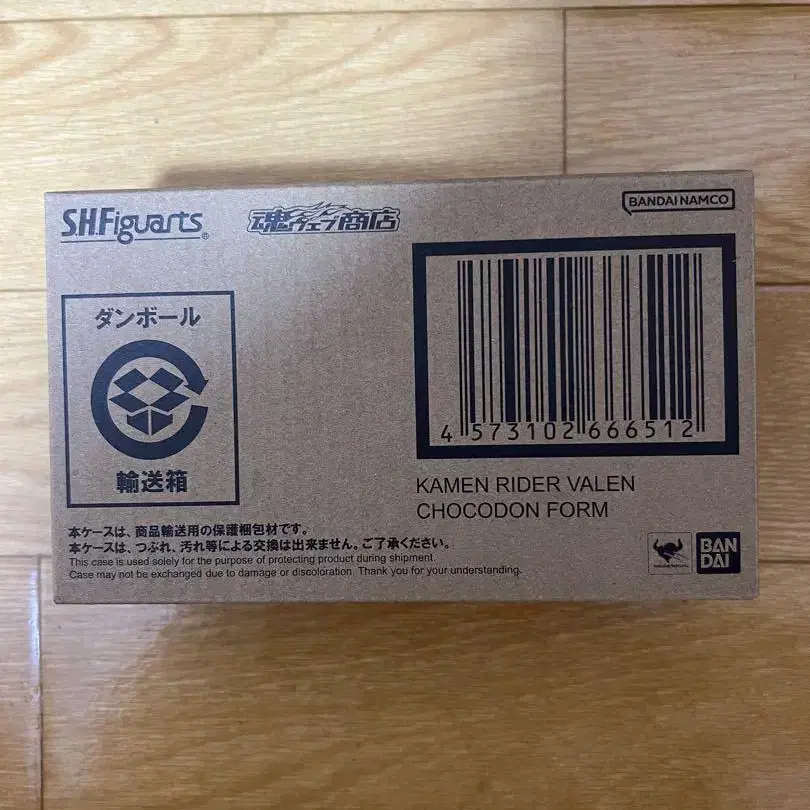 S.H.Figuarts®
魂ウェブ商店
BANDAI NAMCO
ダンボール
輸送箱
4 573102 666512
KAMEN RIDER VALEN
CHOCODON FORM
本ケースは、商品輸送用の保護梱包材です。
本ケースは、つぶれ、汚れ等による交換は出来ません。ご了承ください。
This case is used solely for the purpose of protecting product during shipment.
Case may not be exchanged due to damage or discoloration. Thank you for your understanding.
BAN
DAI